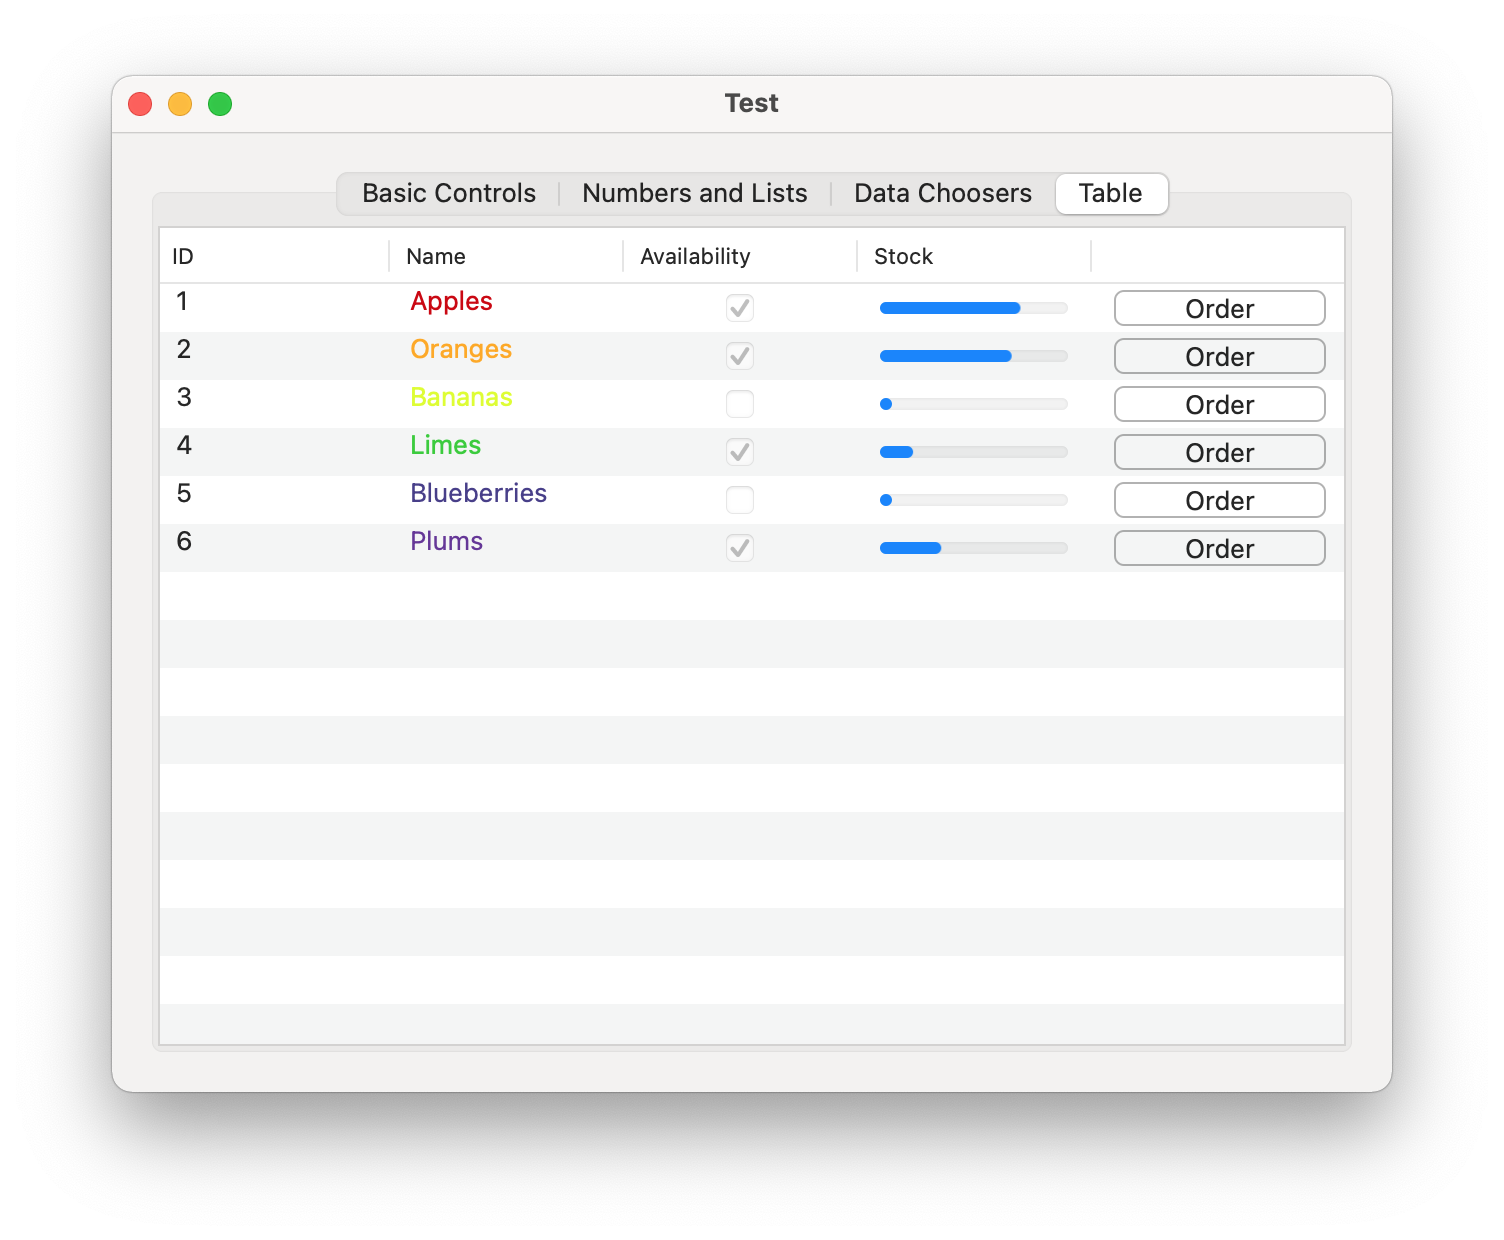 Test
Basic Controls Numbers and Lists Data Choosers Table
ID Name Availability Stock
1 Apples Order
2 Oranges Order
3 Bananas Order
4 Limes Order
5 Blueberries Order
6 Plums Order